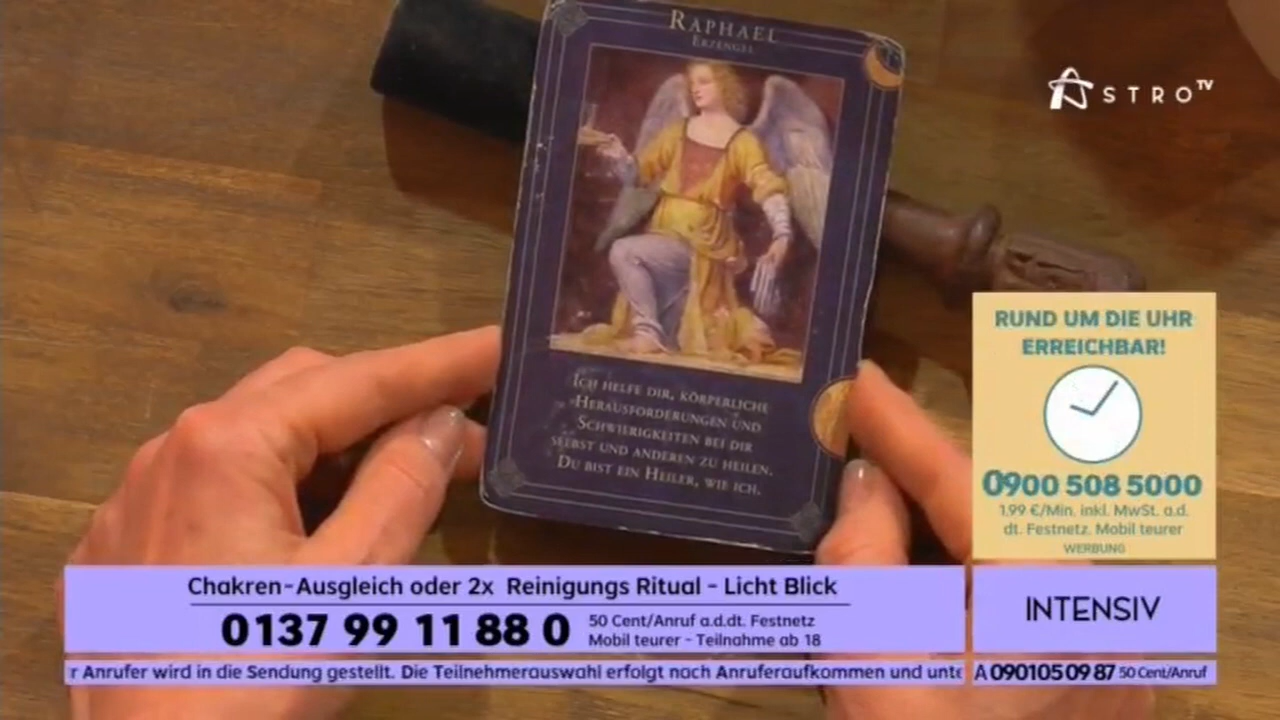 RAPHAEL
ERZENGEL
ASTRO TV
ICH HELFE DIR, KÖRPERLICHE
HERAUSFORDERUNGEN UND
SCHWIERIGKEITEN BEI DIR
SELBST UND ANDEREN ZU HEILEN.
DU BIST EIN HEILER, WIE ICH.
RUND UM DIE UHR
ERREICHBAR!
0900 508 5000
1,99 €/Min. inkl. MwSt. a.d.
dt. Festnetz. Mobil teurer
WERBUNG
Chakren-Ausgleich oder 2x Reinigungs Ritual - Licht Blick
0137 99 11 88 0
50 Cent/Anruf a.d.dt. Festnetz
Mobil teurer - Teilnahme ab 18
INTENSIV
r Anrufer wird in die Sendung gestellt. Die Teilnehmerauswahl erfolgt nach Anruferaufkommen und unte
A 090105 09 87 50 Cent/Anruf